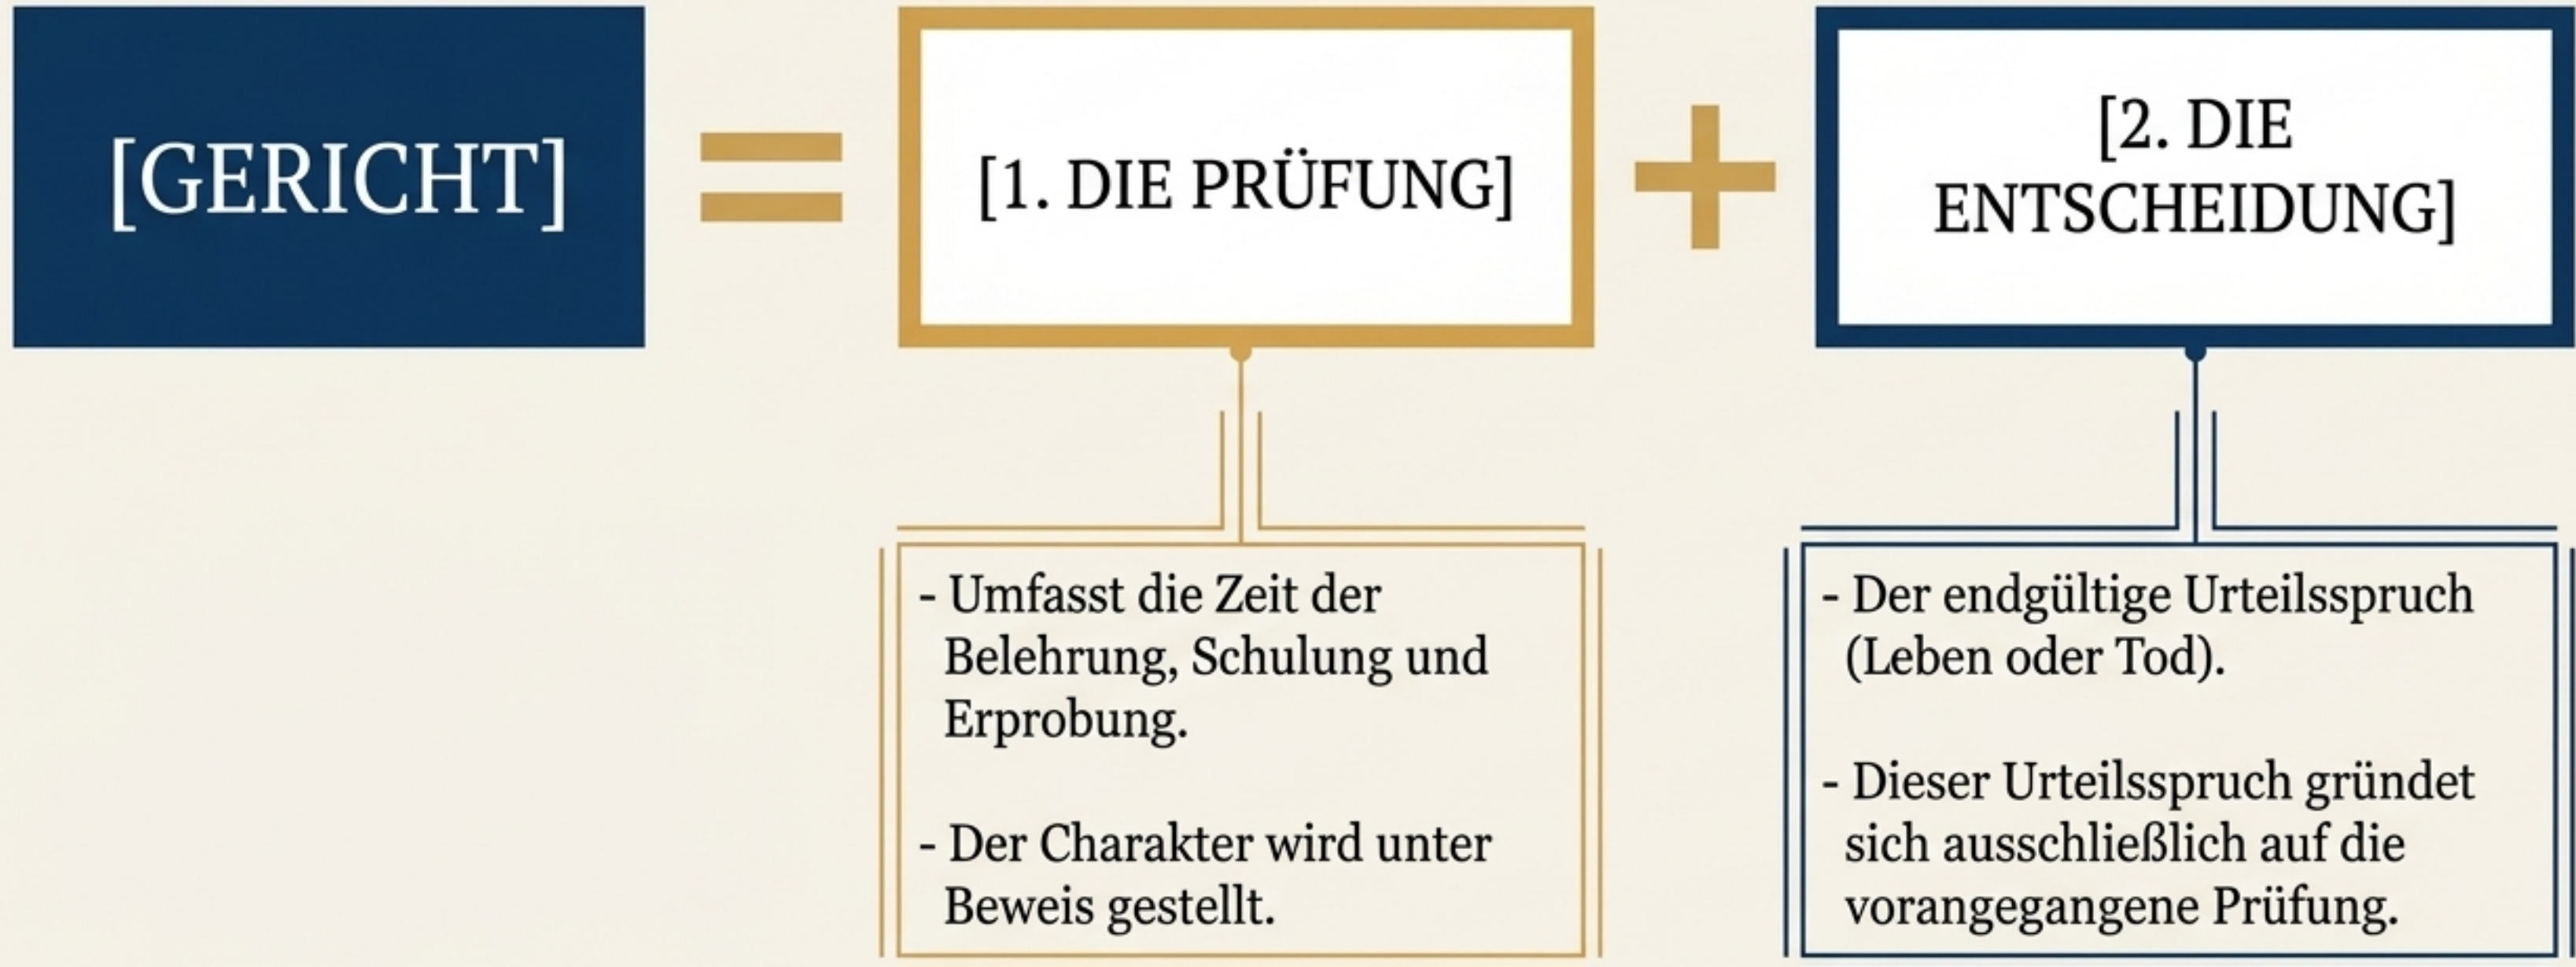 [GERICHT]
[1. DIE PRÜFUNG]
[2. DIE
ENTSCHEIDUNG]
- Umfasst die Zeit der
Belehrung, Schulung und
Erprobung.
- Der Charakter wird unter
Beweis gestellt.
- Der endgültige Urteilsspruch
(Leben oder Tod).
- Dieser Urteilsspruch gründet
sich ausschließlich auf die
vorangegangene Prüfung.